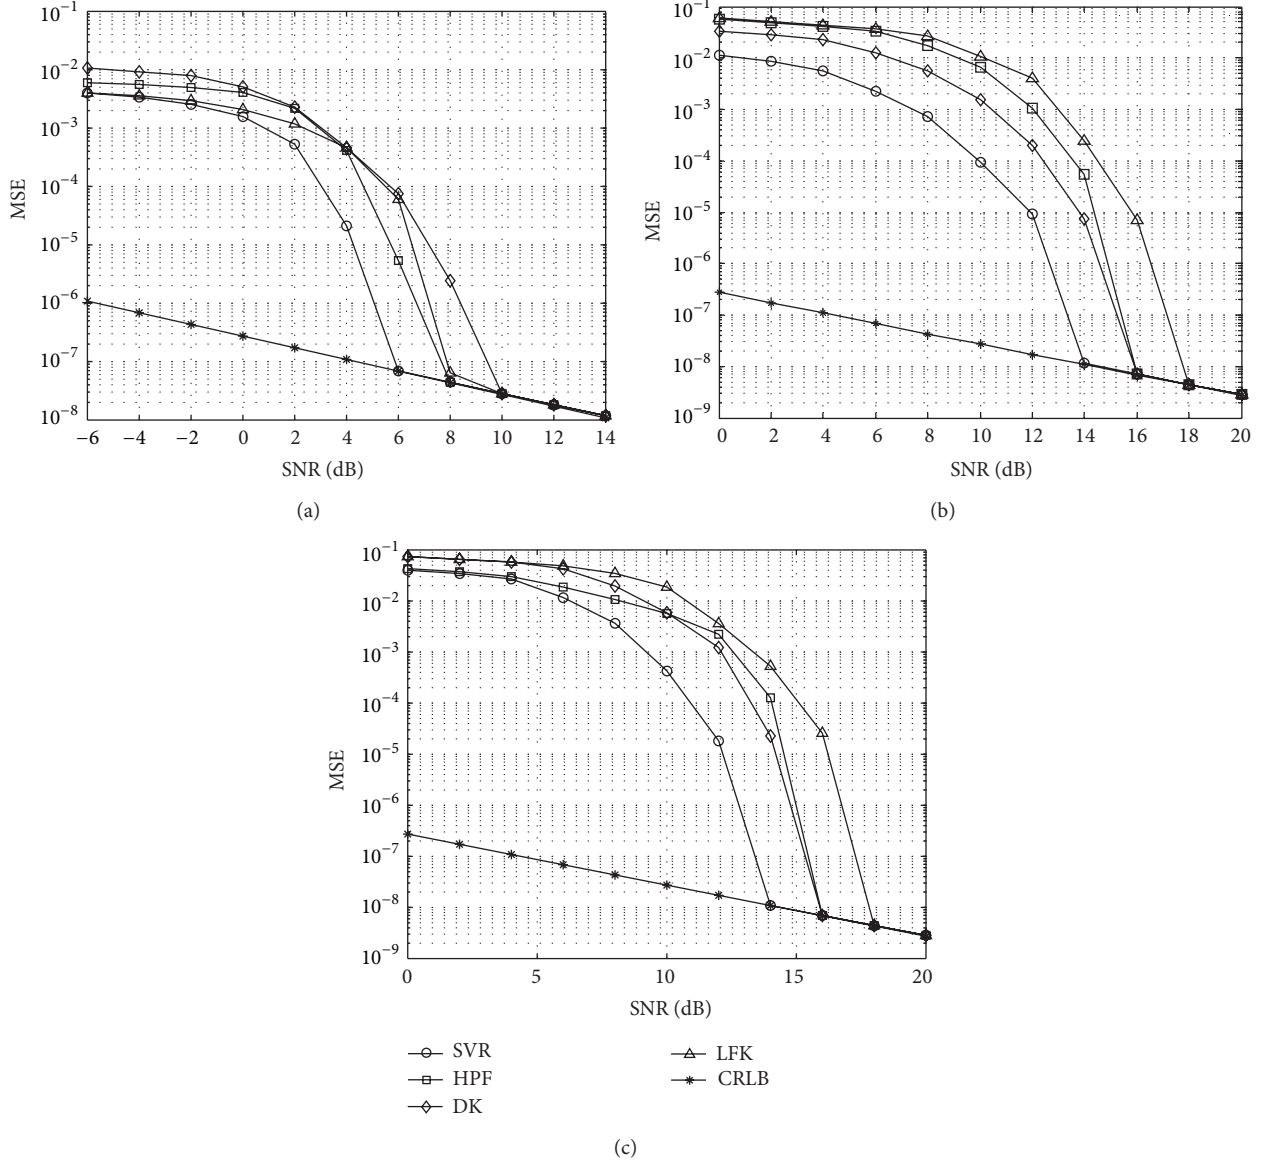 10−1
10−2
10−3
10−4
10−5
10−6
10−7
10−8
MSE
−6 −4 −2 0 2 4 6 8 10 12 14
SNR (dB)
(a)
10−1
10−2
10−3
10−4
10−5
10−6
10−7
10−8
10−9
MSE
0 2 4 6 8 10 12 14 16 18 20
SNR (dB)
(b)
10−1
10−2
10−3
10−4
10−5
10−6
10−7
10−8
10−9
MSE
0 5 10 15 20
SNR (dB)
SVR
HPF
DK
LFK
CRLB
(c)